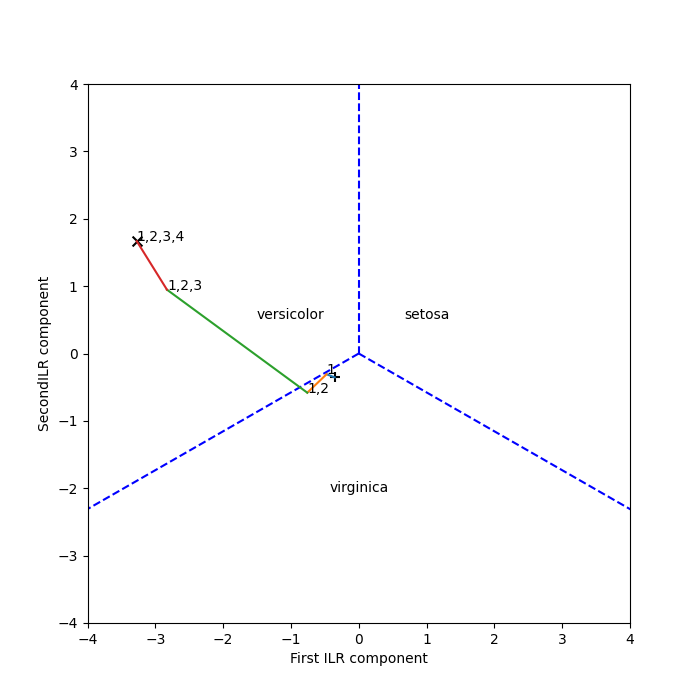 4
3
2
1
0
−1
−2
−3
−4
SecondILR component
1,2,3,4
1,2,3
versicolor
setosa
1
1,2
virginica
−4 −3 −2 −1 0 1 2 3 4
First ILR component